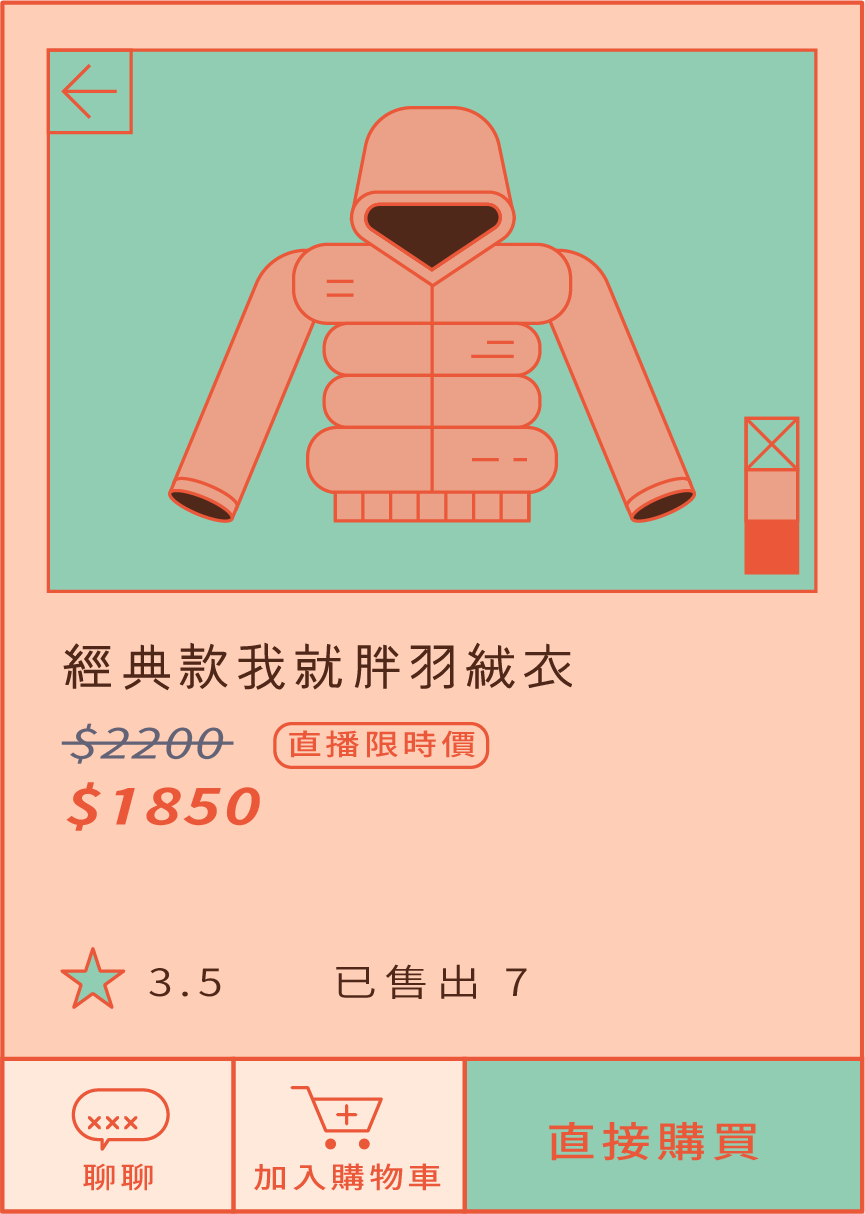 經典款我就胖羽絨衣
$2200 直播限時價
$1850
3.5 已售出 7
×××
聊聊 加入購物車 直接購買